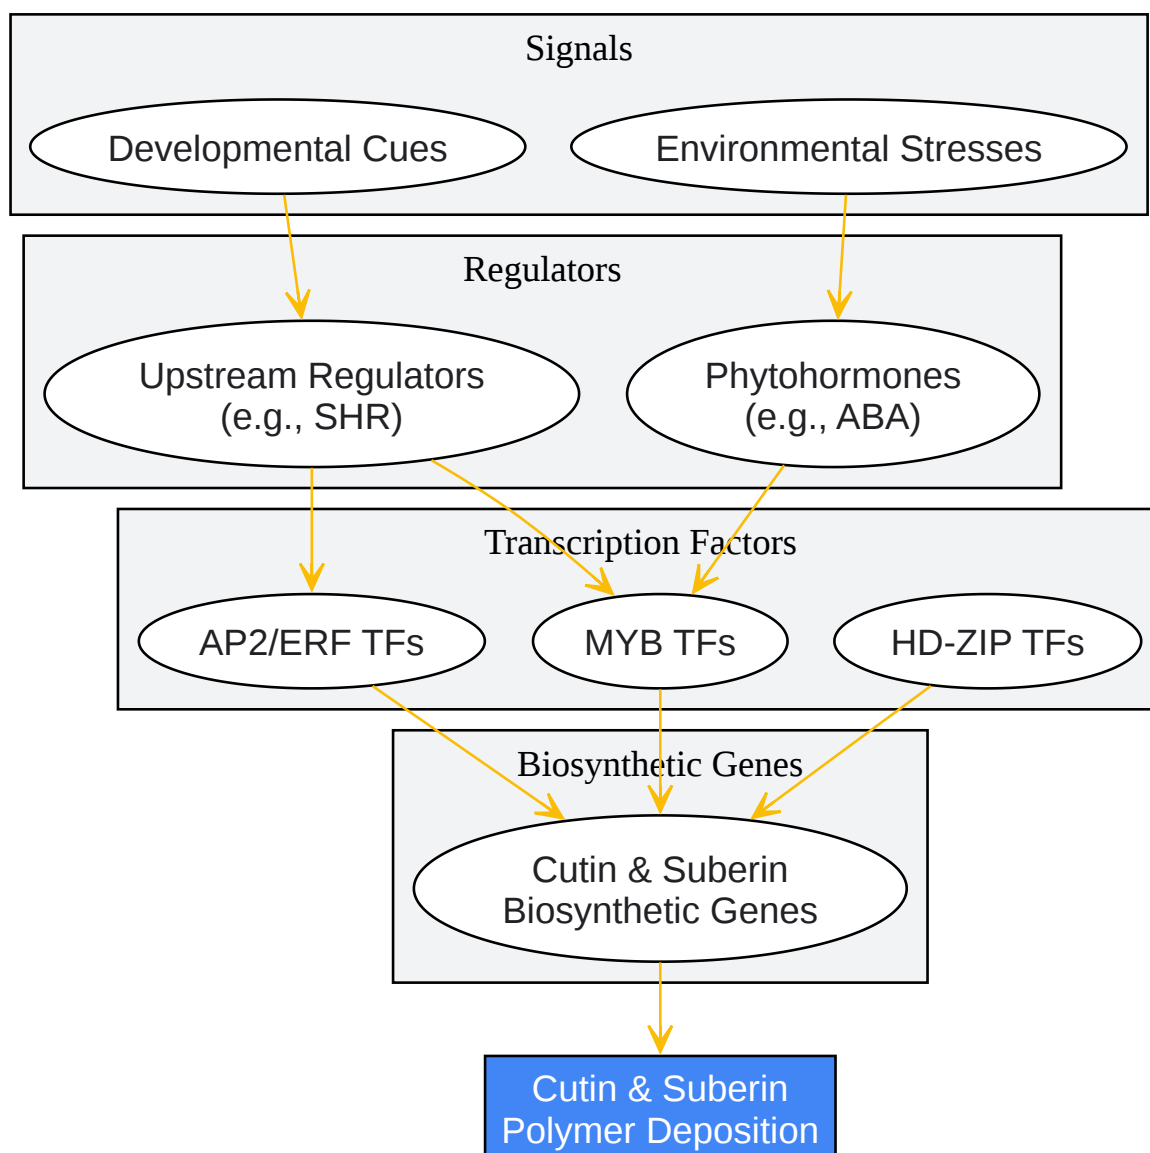 Signals
Developmental Cues
Environmental Stresses
Regulators
Upstream Regulators
(e.g., SHR)
Phytohormones
(e.g., ABA)
Transcription Factors
AP2/ERF TFs
MYB TFs
HD-ZIP TFs
Biosynthetic Genes
Cutin & Suberin
Biosynthetic Genes
Cutin & Suberin
Polymer Deposition